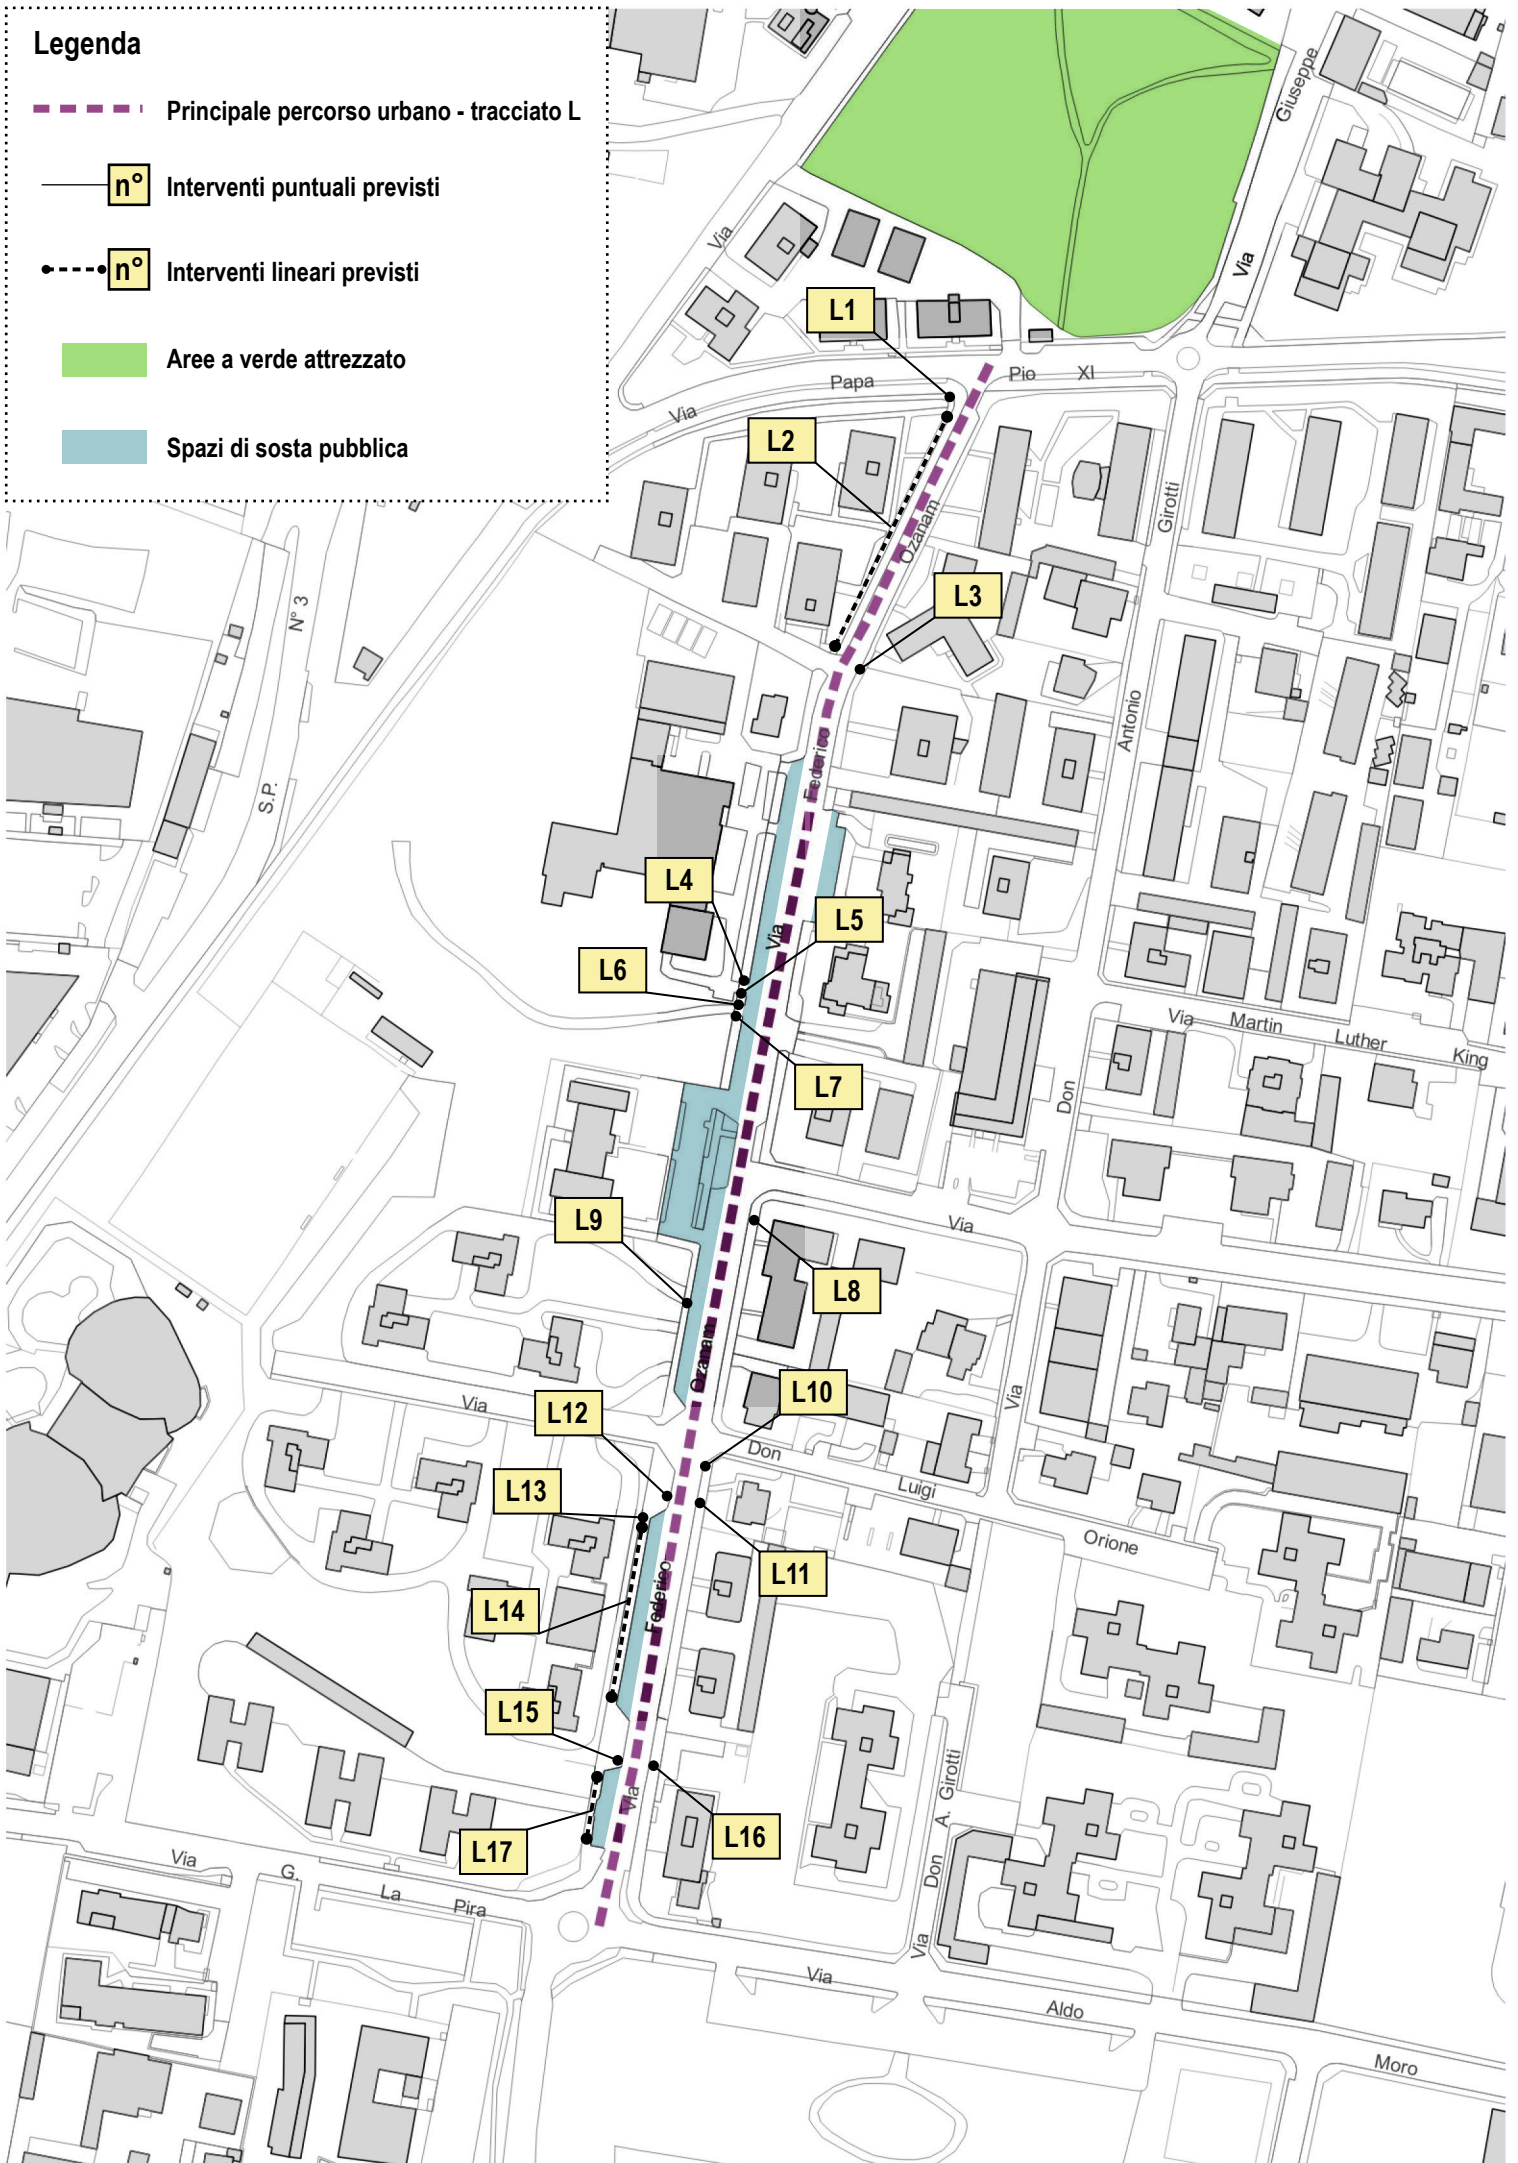 Legenda
Principale percorso urbano - tracciato L
n° Interventi puntuali previsti
n° Interventi lineari previsti
Aree a verde attrezzato
Spazi di sosta pubblica
Giuseppe
Via
Via
L1
Papa
Pio XI
Via
L2
Ozanam
Girotti
L3
N° 3
Antonio
Federico
S.P.
L4
L5
Via
L6
Via Martin Luther King
L7
Don
L9
Via
L8
Ozanam
L10
Via
Via
L12
Don
Luigi
Orione
L13
L11
Federico
L14
L15
Via
L16
L17
Via Don A. Girotti
Via G. La Pira
Via Aldo Moro